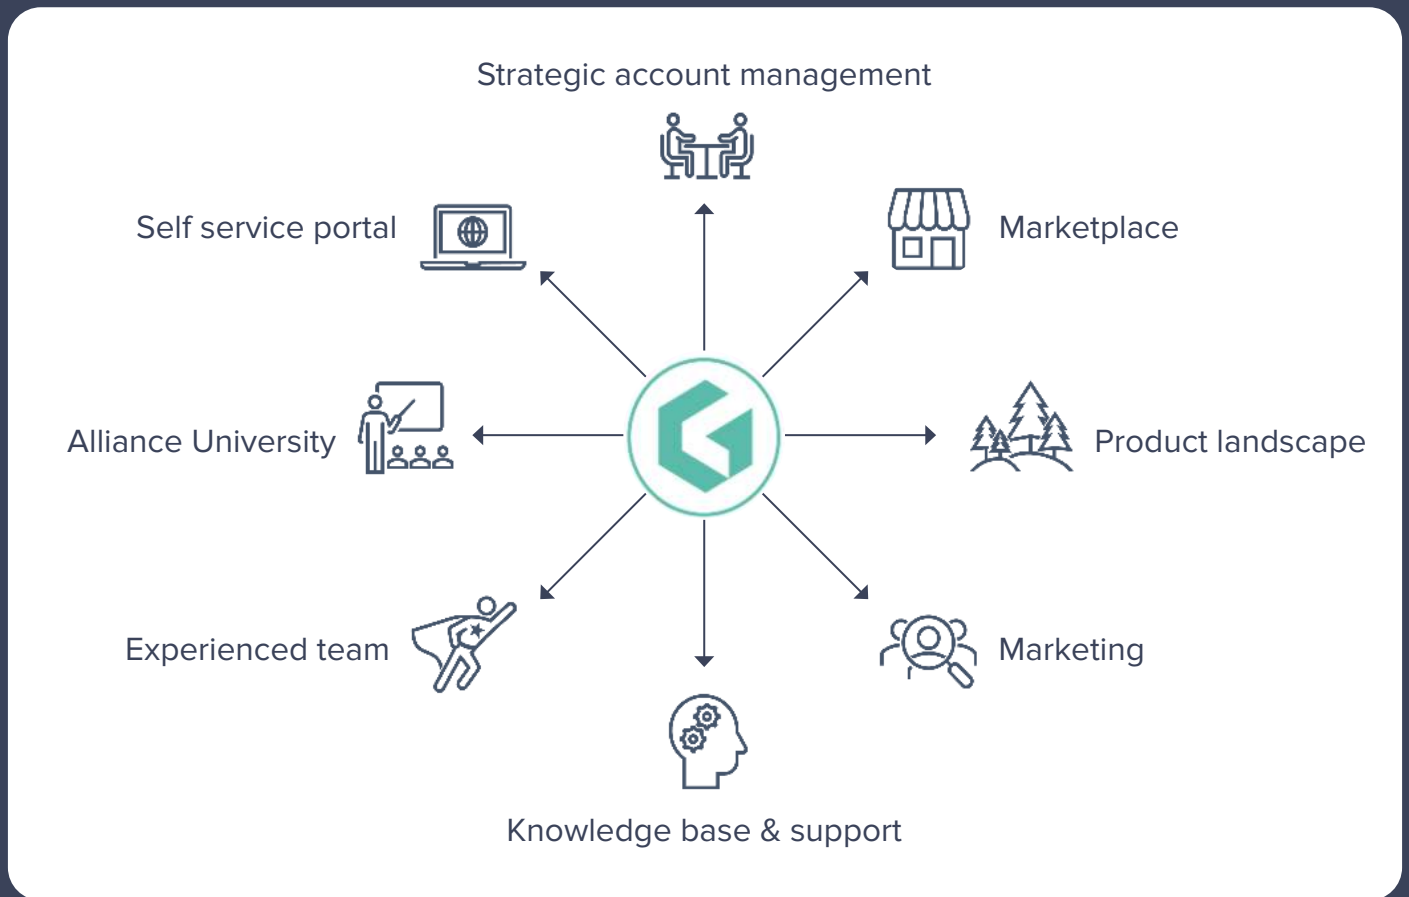 Strategic account management
Self service portal
Marketplace
Alliance University
Product landscape
Experienced team
Marketing
Knowledge base & support